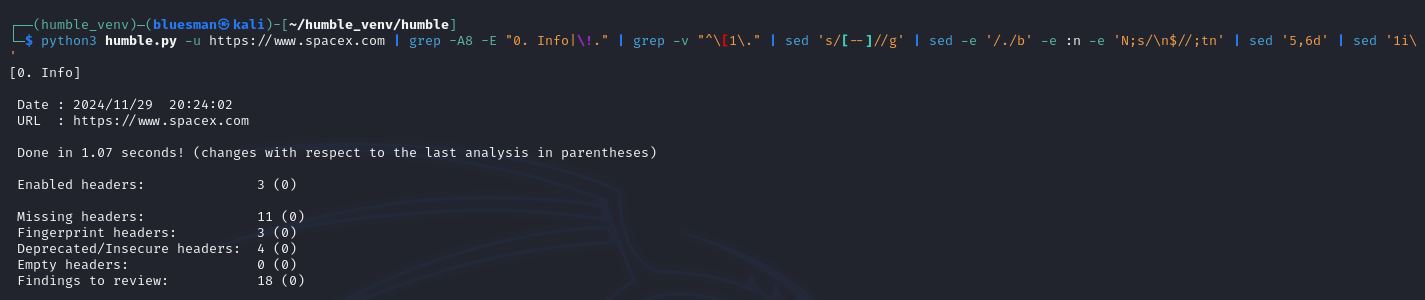 ┌──(humble_venv)─(bluesman㉿kali)-[~/humble_venv/humble]
└─$ python3 humble.py -u https://www.spacex.com | grep -A8 -E "0. Info|\!." | grep -v "^\[1\." | sed 's/[--]//g' | sed -e '/./b' -e :n -e 'N;s/\n$//;tn' | sed '5,6d' | sed '1i\
'
[0. Info]
Date : 2024/11/29  20:24:02
URL  : https://www.spacex.com
Done in 1.07 seconds! (changes with respect to the last analysis in parentheses)
Enabled headers:              3 (0)
Missing headers:              11 (0)
Fingerprint headers:          3 (0)
Deprecated/Insecure headers:  4 (0)
Empty headers:                0 (0)
Findings to review:           18 (0)